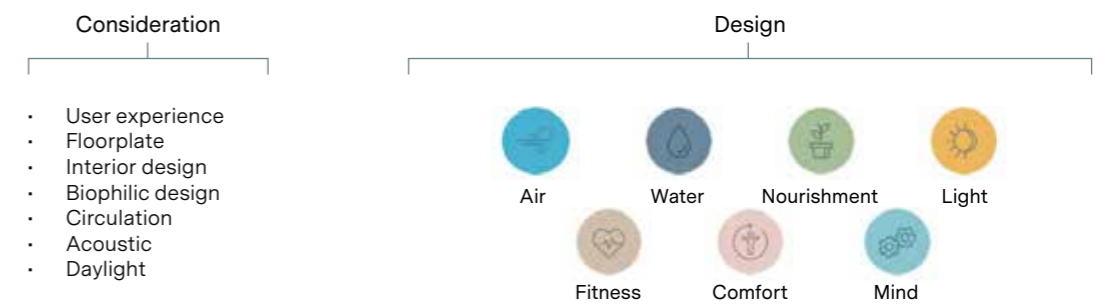 Consideration
Design
· User experience
· Floorplate
· Interior design
· Biophilic design
· Circulation
· Acoustic
· Daylight
Air
Water
Nourishment
Light
Fitness
Comfort
Mind